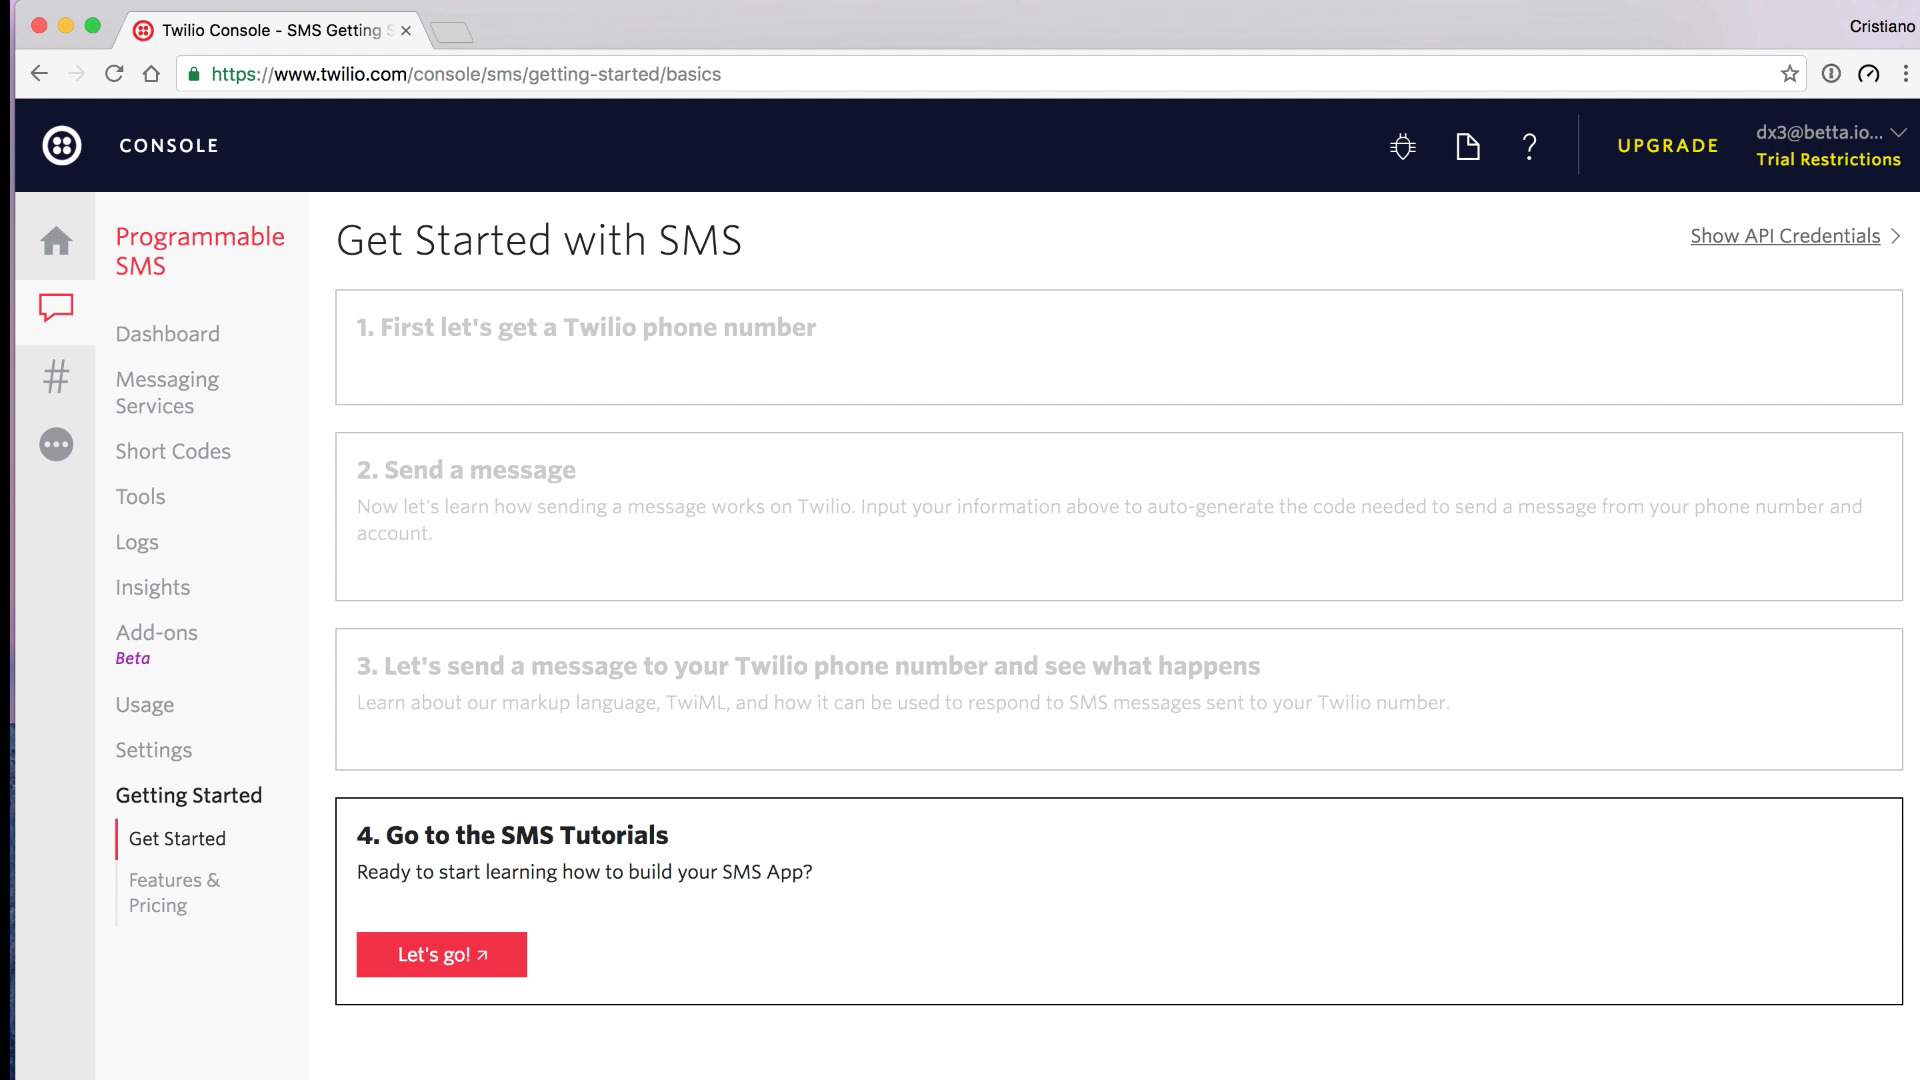 Twilio Console - SMS Getting
Cristiano
https://www.twilio.com/console/sms/getting-started/basics
CONSOLE
?
UPGRADE
dx3@betta.io...
Trial Restrictions
Programmable
SMS
Dashboard
Messaging
Services
Short Codes
Tools
Logs
Insights
Add-ons
Beta
Usage
Settings
Getting Started
Get Started
Features &
Pricing
Get Started with SMS
Show API Credentials
1. First let's get a Twilio phone number
2. Send a message
Now let's learn how sending a message works on Twilio. Input your information above to auto-generate the code needed to send a message from your phone number and
account.
3. Let's send a message to your Twilio phone number and see what happens
Learn about our markup language, TwiML, and how it can be used to respond to SMS messages sent to your Twilio number.
4. Go to the SMS Tutorials
Ready to start learning how to build your SMS App?
Let's go!